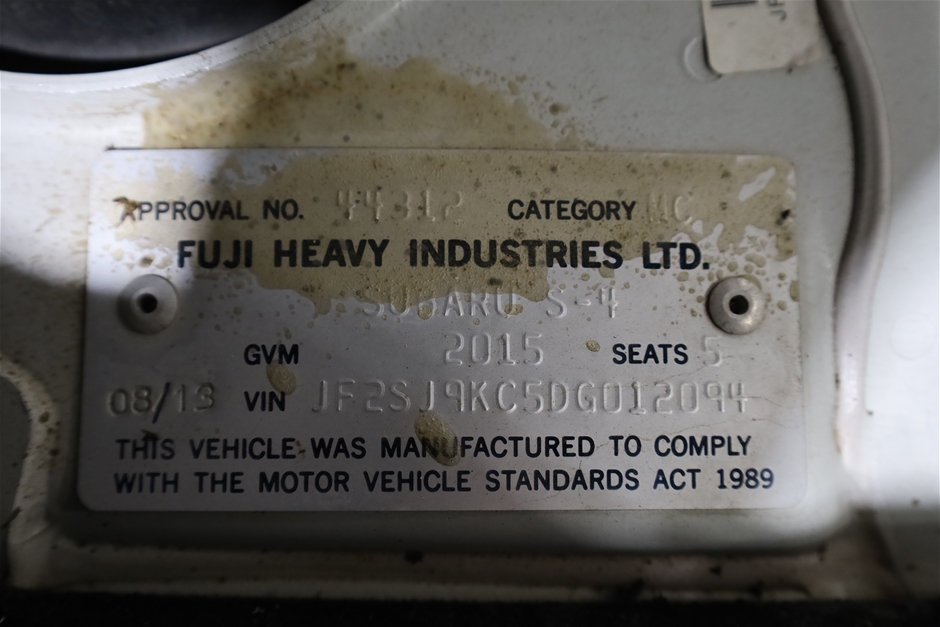 APPROVAL NO. 44312 CATEGORY MC
FUJI HEAVY INDUSTRIES LTD.
SUBARU S-4
GVM 2015 SEATS 5
08/13 VIN JF2SJ9KC5DG012094
THIS VEHICLE WAS MANUFACTURED TO COMPLY
WITH THE MOTOR VEHICLE STANDARDS ACT 1989